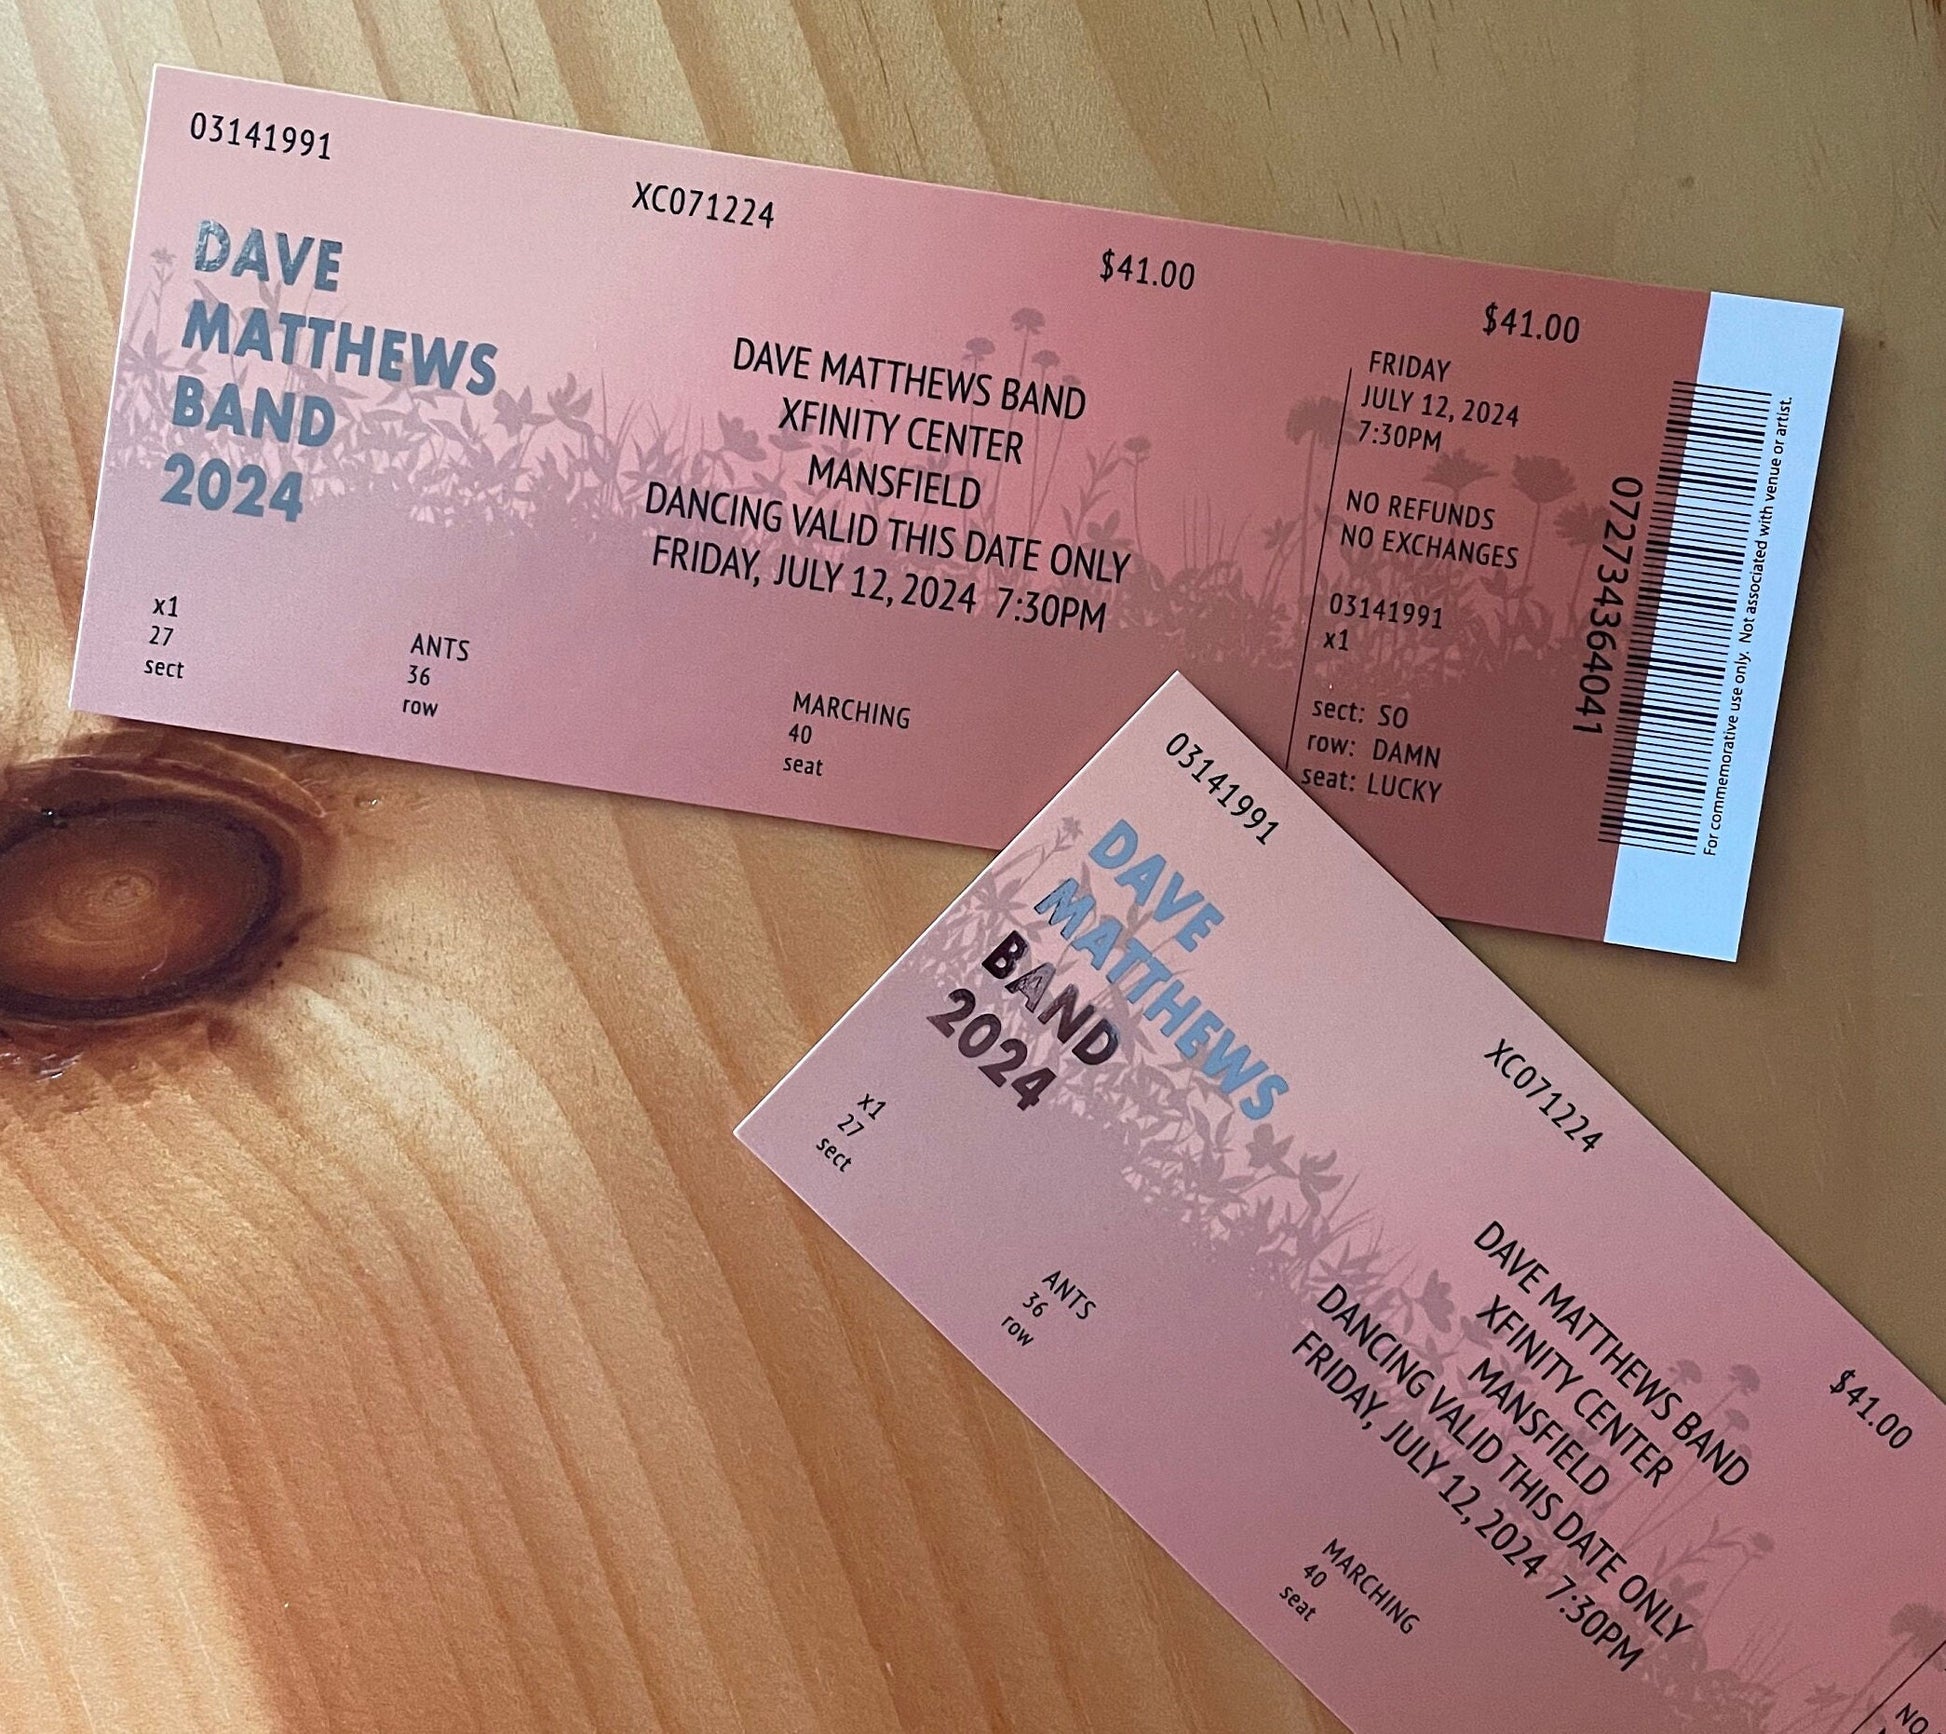 03141991
XC071224
$41.00
$41.00
DAVE
MATTHEWS
BAND
2024
DAVE MATTHEWS BAND
XFINITY CENTER
MANSFIELD
DANCING VALID THIS DATE ONLY
FRIDAY, JULY 12, 2024 7:30PM
x1
27
sect
ANTS
36
row
MARCHING
40
seat
FRIDAY
JULY 12, 2024
7:30PM
NO REFUNDS
NO EXCHANGES
03141991
x1
sect: SO
row: DAMN
seat: LUCKY
072734364041
For commemorative use only. Not associated with venue or artist.
03141991
XC071224
$41.00
DAVE
MATTHEWS
BAND
2024
DAVE MATTHEWS BAND
XFINITY CENTER
MANSFIELD
DANCING VALID THIS DATE ONLY
FRIDAY, JULY 12, 2024 7:30PM
x1
27
sect
ANTS
36
row
MARCHING
40
seat
NO